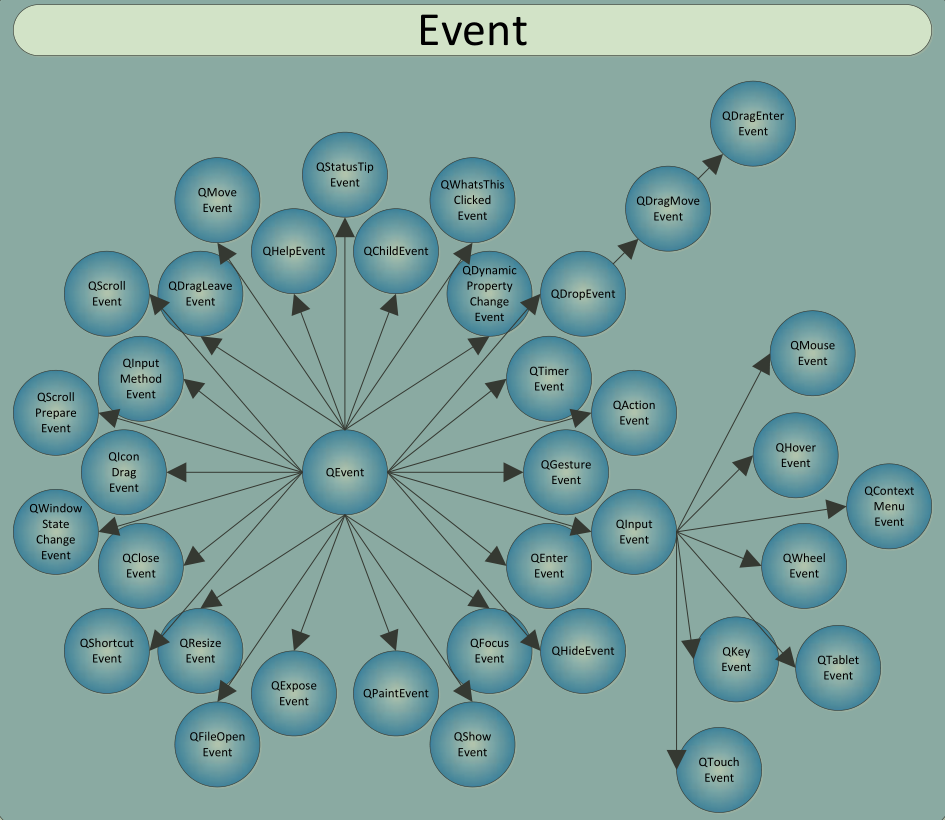 Event
QDragEnter
Event
QStatusTip
Event
QMove
Event
QWhatsThis
Clicked
Event
QDragMove
Event
QHelpEvent
QChildEvent
QScroll
Event
QDragLeave
Event
QDynamic
Property
Change
Event
QDropEvent
QMouse
Event
QInput
Method
Event
QTimer
Event
QScroll
Prepare
Event
QAction
Event
QHover
Event
QIcon
Drag
Event
QEvent
QGesture
Event
QContext
Menu
Event
QWindow
State
Change
Event
QInput
Event
QClose
Event
QEnter
Event
QWheel
Event
QShortcut
Event
QResize
Event
QFocus
Event
QHideEvent
QKey
Event
QTablet
Event
QExpose
Event
QPaintEvent
QFileOpen
Event
QShow
Event
QTouch
Event